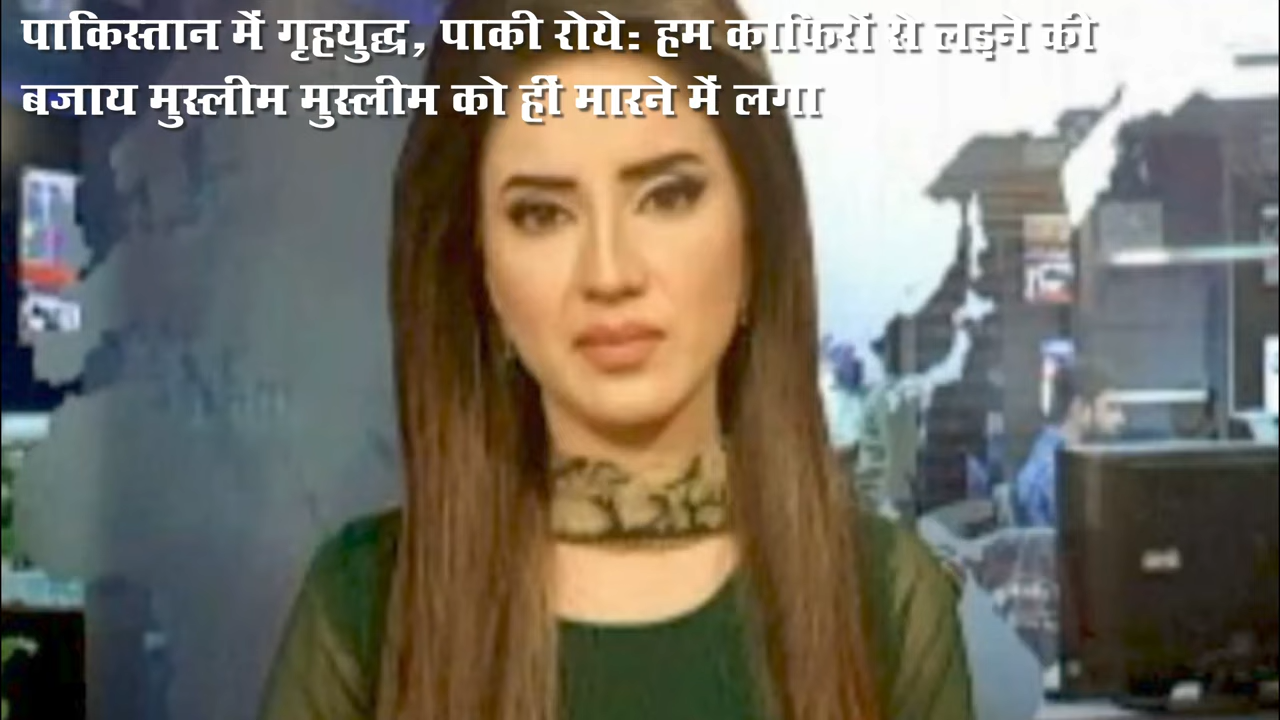 पाकिस्तान में गृहयुद्ध, पाकी रोये: हम काफिरों से लड़ने की
बजाय मुस्लीम मुस्लीम को हीं मारने में लगा